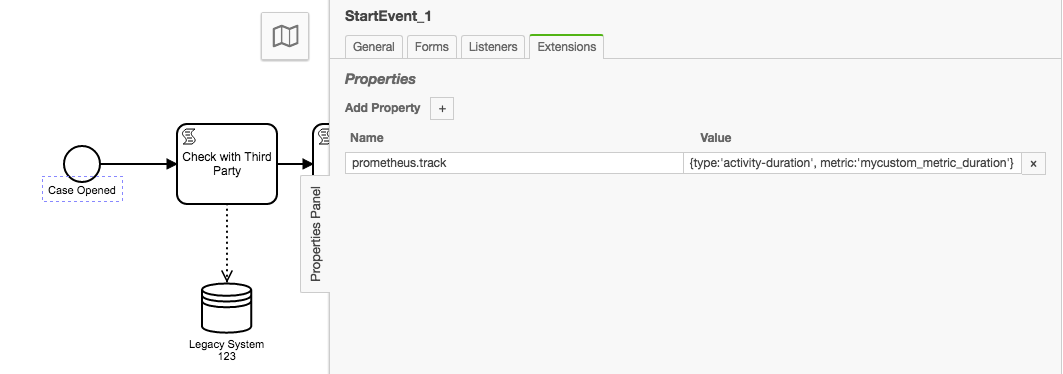 StartEvent_1
General Forms Listeners Extensions
Properties
Add Property +
Name Value
prometheus.track {type:'activity-duration', metric:'mycustom_metric_duration'} ×
Case Opened
Check with Third
Party
Properties Panel
Legacy System
123